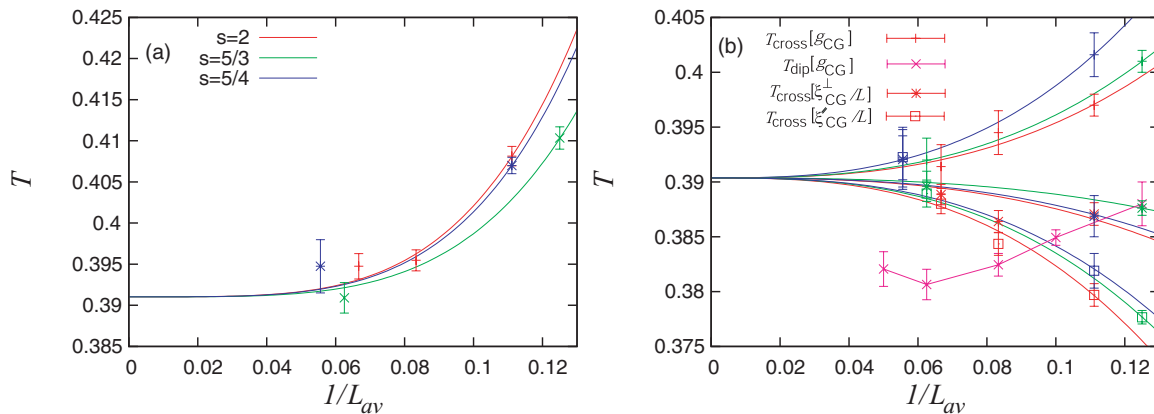 (a)
s=2
s=5/3
s=5/4
0.425
0.42
0.415
0.41
0.405
0.4
0.395
0.39
0.385
T
0 0.02 0.04 0.06 0.08 0.1 0.12
1/L_av
(b)
T_cross[g_CG]
T_dip[g_CG]
T_cross[ξ^⊥_CG/L]
T_cross[ξ^′_CG/L]
0.405
0.4
0.395
0.39
0.385
0.38
0.375
T
0 0.02 0.04 0.06 0.08 0.1 0.12
1/L_av